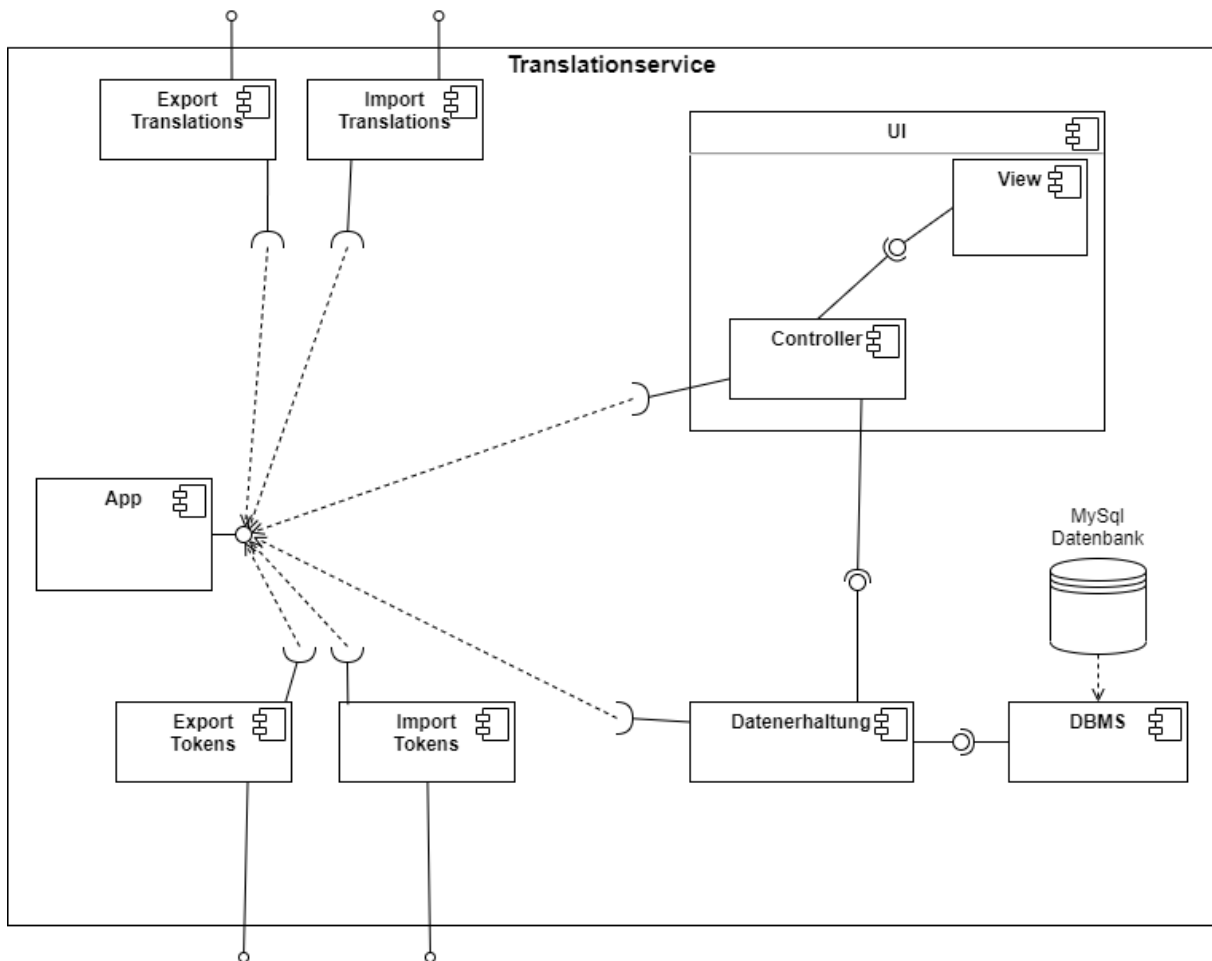 Translationservice
Export
Translations
Import
Translations
UI
View
Controller
App
MySql
Datenbank
Export
Tokens
Import
Tokens
Datenerhaltung
DBMS